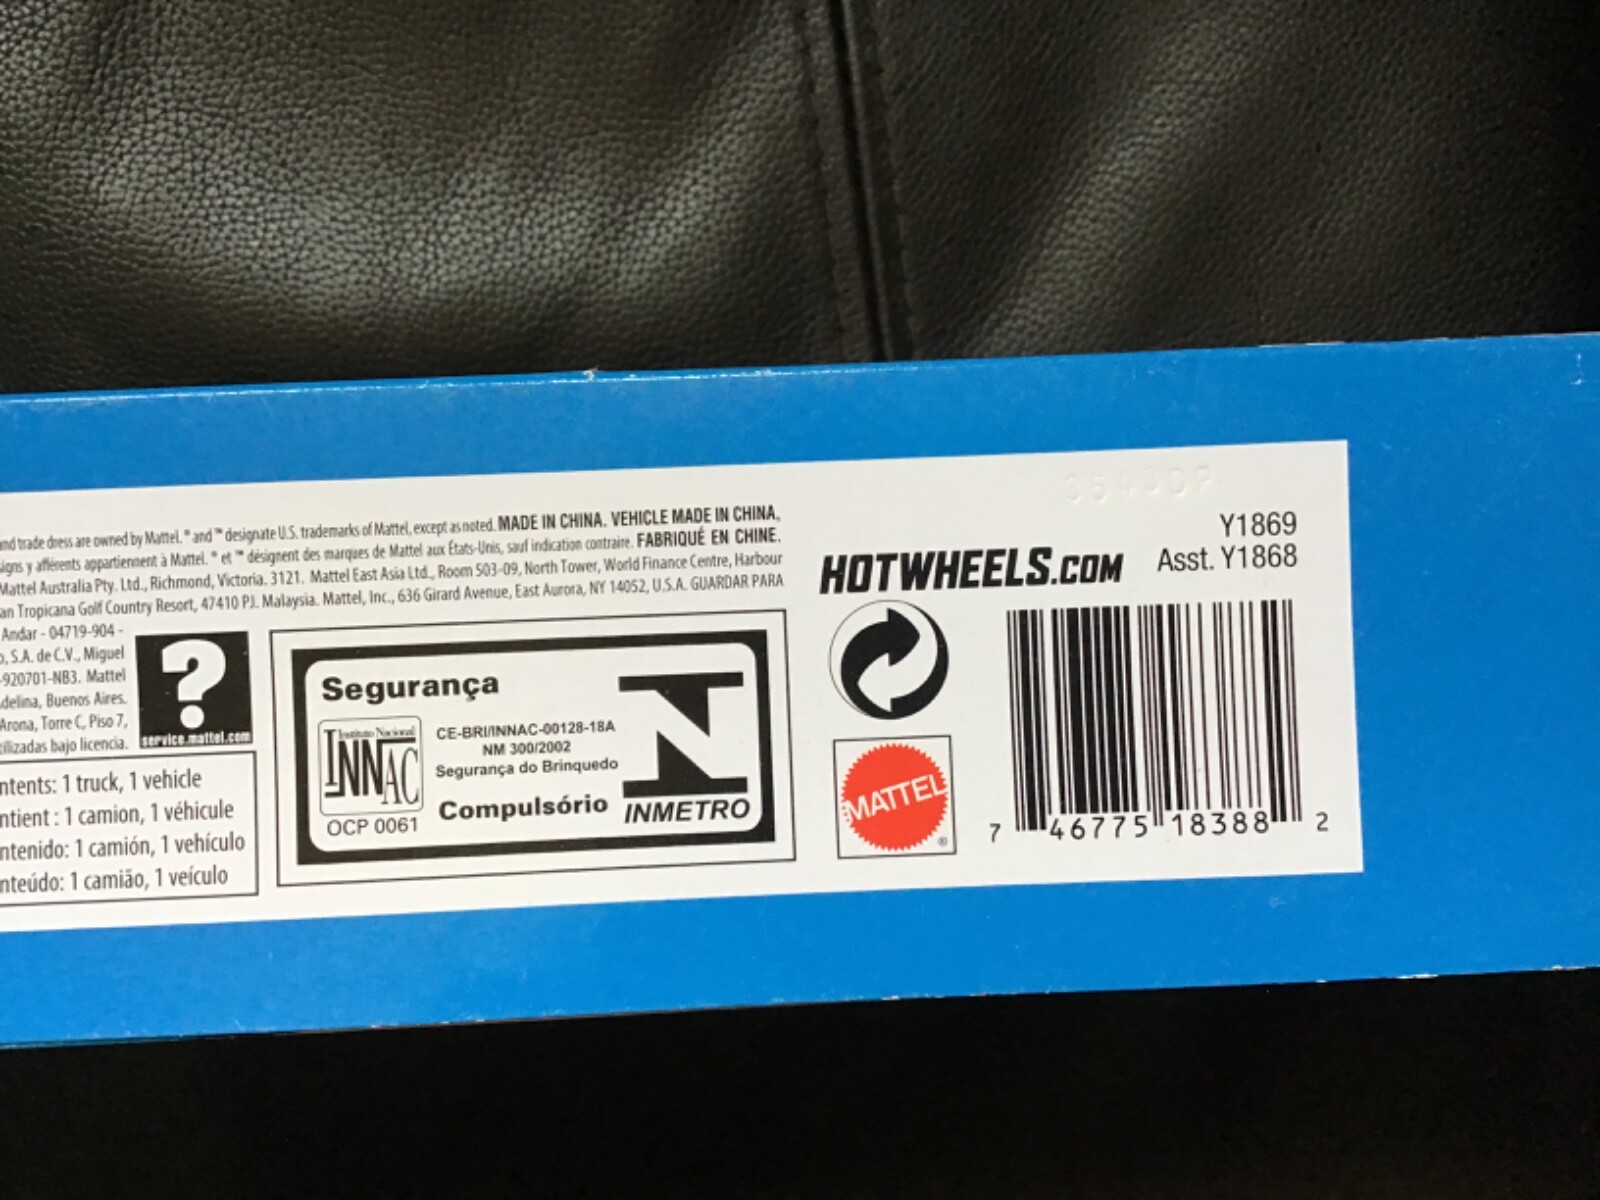 and trade dress are owned by Mattel. ® and ™ designate U.S. trademarks of Mattel, except as noted. MADE IN CHINA. VEHICLE MADE IN CHINA.
signs y afférents appartiennent à Mattel. ® et ™ désignent des marques de Mattel aux États-Unis, sauf indication contraire. FABRIQUÉ EN CHINE.
Mattel Australia Pty. Ltd., Richmond, Victoria. 3121. Mattel East Asia Ltd., Room 503-09, North Tower, World Finance Centre, Harbour
an Tropicana Golf Country Resort, 47410 PJ. Malaysia. Mattel, Inc., 636 Girard Avenue, East Aurora, NY 14052, U.S.A. GUARDAR PARA
Andar - 04719-904 -
o, S.A. de C.V., Miguel
-920701-NB3. Mattel
delina, Buenos Aires.
Arona, Torre C, Piso 7,
ilizadas bajo licencia.
?
service.mattel.com
ntents: 1 truck, 1 vehicle
ntient : 1 camion, 1 véhicule
ntenido: 1 camión, 1 vehículo
nteúdo: 1 camião, 1 veículo
Segurança
Instituto Nacional
INNAC
OCP 0061
CE-BRI/INNAC-00128-18A
NM 300/2002
Segurança do Brinquedo
Compulsório
INMETRO
HOTWHEELS.COM
Y1869
Asst. Y1868
MATTEL
®
7 46775 18388 2